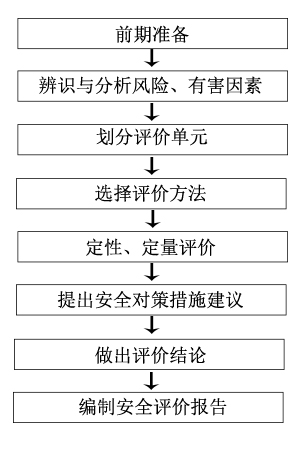 前期准备
辨识与分析风险、有害因素
划分评价单元
选择评价方法
定性、定量评价
提出安全对策措施建议
做出评价结论
编制安全评价报告